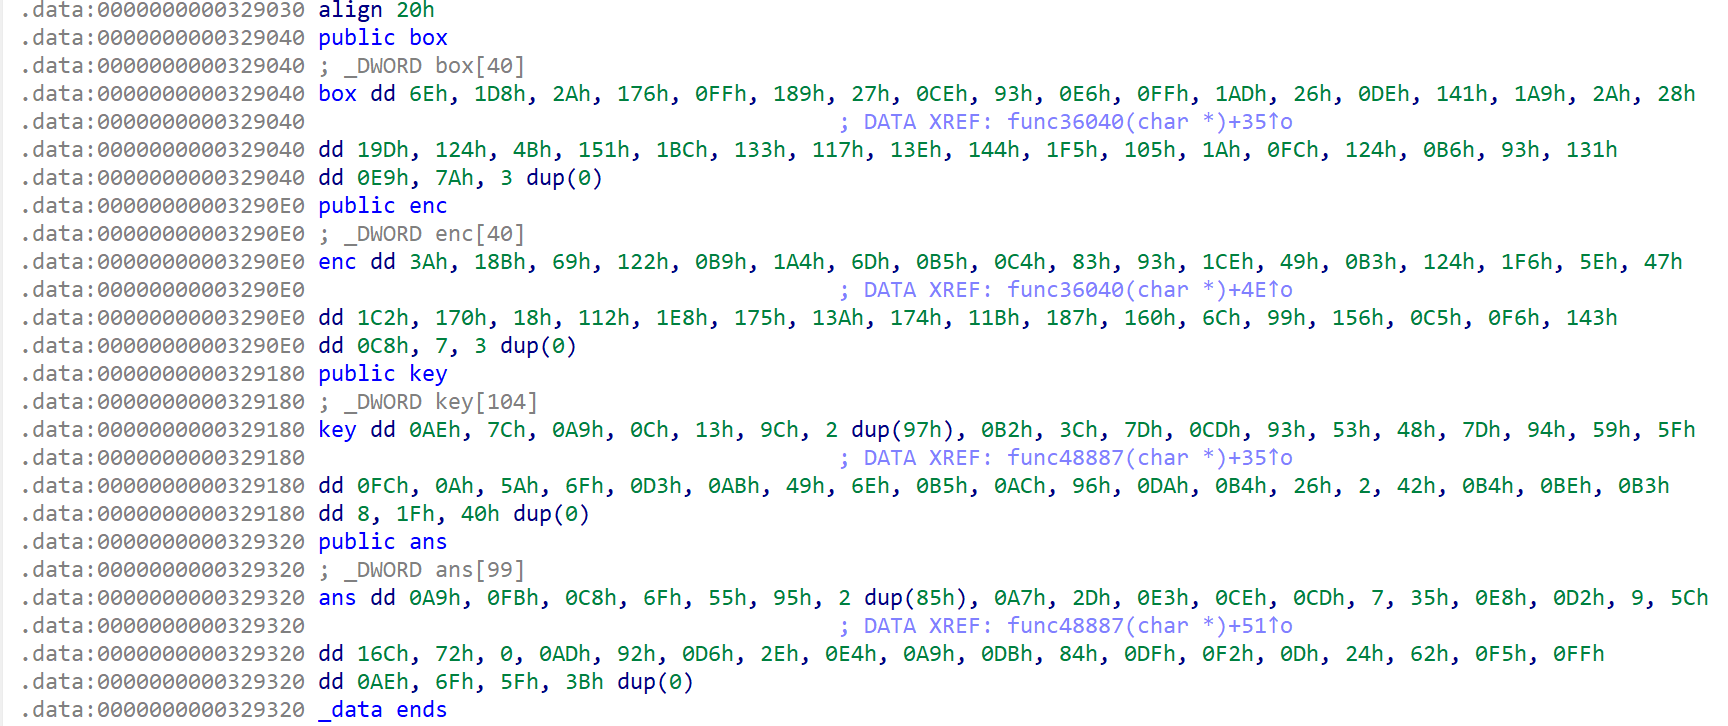 .data:0000000000329030 align 20h
.data:0000000000329040 public box
.data:0000000000329040 ; _DWORD box[40]
.data:0000000000329040 box dd 6Eh, 1D8h, 2Ah, 176h, 0FFh, 189h, 27h, 0CEh, 93h, 0E6h, 0FFh, 1ADh, 26h, 0DEh, 141h, 1A9h, 2Ah, 28h
.data:0000000000329040 ; DATA XREF: func36040(char *)+35↑o
.data:0000000000329040 dd 19Dh, 124h, 4Bh, 151h, 1BCh, 133h, 117h, 13Eh, 144h, 1F5h, 105h, 1Ah, 0FCh, 124h, 0B6h, 93h, 131h
.data:0000000000329040 dd 0E9h, 7Ah, 3 dup(0)
.data:00000000003290E0 public enc
.data:00000000003290E0 ; _DWORD enc[40]
.data:00000000003290E0 enc dd 3Ah, 18Bh, 69h, 122h, 0B9h, 1A4h, 6Dh, 0B5h, 0C4h, 83h, 93h, 1CEh, 49h, 0B3h, 124h, 1F6h, 5Eh, 47h
.data:00000000003290E0 ; DATA XREF: func36040(char *)+4E↑o
.data:00000000003290E0 dd 1C2h, 170h, 18h, 112h, 1E8h, 175h, 13Ah, 174h, 11Bh, 187h, 160h, 6Ch, 99h, 156h, 0C5h, 0F6h, 143h
.data:00000000003290E0 dd 0C8h, 7, 3 dup(0)
.data:0000000000329180 public key
.data:0000000000329180 ; _DWORD key[104]
.data:0000000000329180 key dd 0AEh, 7Ch, 0A9h, 0Ch, 13h, 9Ch, 2 dup(97h), 0B2h, 3Ch, 7Dh, 0CDh, 93h, 53h, 48h, 7Dh, 94h, 59h, 5Fh
.data:0000000000329180 ; DATA XREF: func48887(char *)+35↑o
.data:0000000000329180 dd 0FCh, 0Ah, 5Ah, 6Fh, 0D3h, 0ABh, 49h, 6Eh, 0B5h, 0ACh, 96h, 0DAh, 0B4h, 26h, 2, 42h, 0B4h, 0BEh, 0B3h
.data:0000000000329180 dd 8, 1Fh, 40h dup(0)
.data:0000000000329320 public ans
.data:0000000000329320 ; _DWORD ans[99]
.data:0000000000329320 ans dd 0A9h, 0FBh, 0C8h, 6Fh, 55h, 95h, 2 dup(85h), 0A7h, 2Dh, 0E3h, 0CEh, 0CDh, 7, 35h, 0E8h, 0D2h, 9, 5Ch
.data:0000000000329320 ; DATA XREF: func48887(char *)+51↑o
.data:0000000000329320 dd 16Ch, 72h, 0, 0ADh, 92h, 0D6h, 2Eh, 0E4h, 0A9h, 0DBh, 84h, 0DFh, 0F2h, 0Dh, 24h, 62h, 0F5h, 0FFh
.data:0000000000329320 dd 0AEh, 6Fh, 5Fh, 3Bh dup(0)
.data:0000000000329320 _data ends